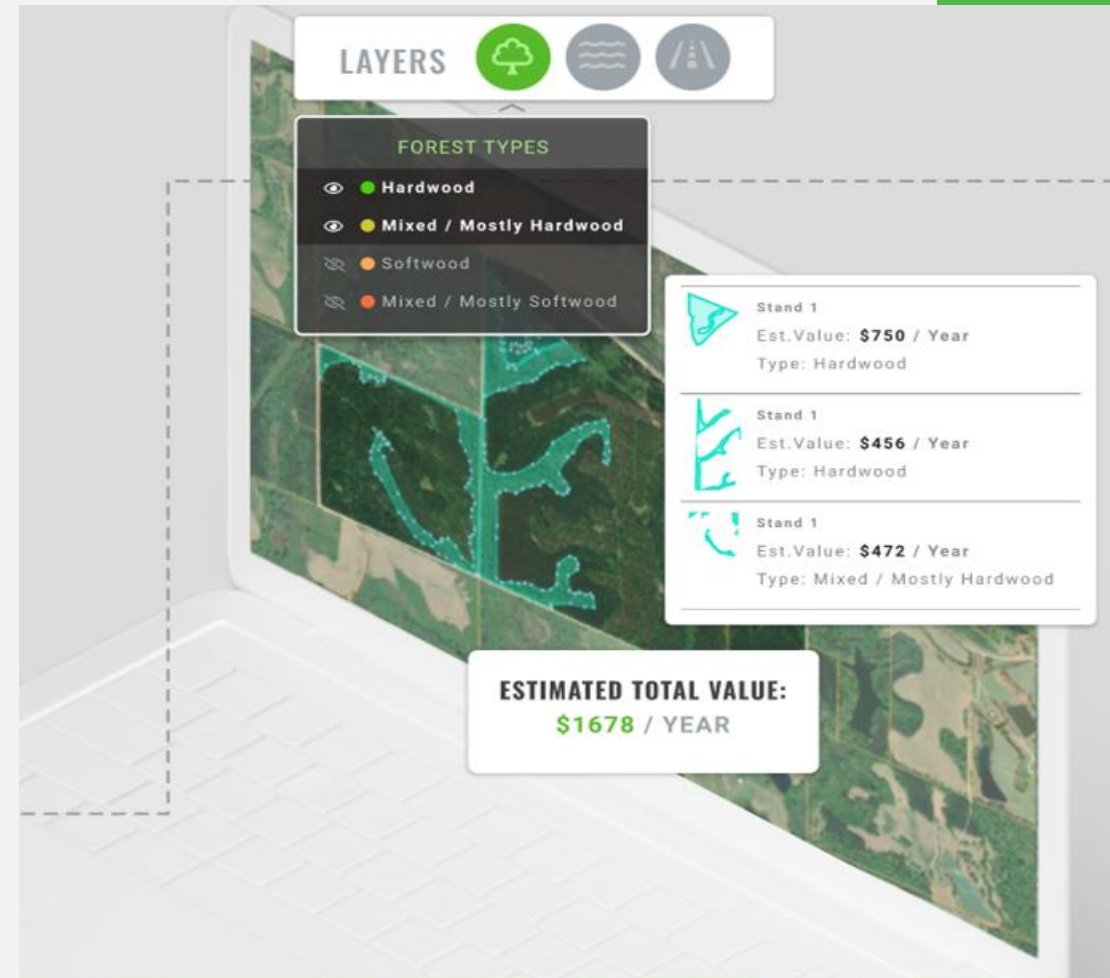 LAYERS
FOREST TYPES
Hardwood
Mixed / Mostly Hardwood
Softwood
Mixed / Mostly Softwood
Stand 1
Est.Value: $750 / Year
Type: Hardwood
Stand 1
Est.Value: $456 / Year
Type: Hardwood
Stand 1
Est.Value: $472 / Year
Type: Mixed / Mostly Hardwood
ESTIMATED TOTAL VALUE:
$1678 / YEAR